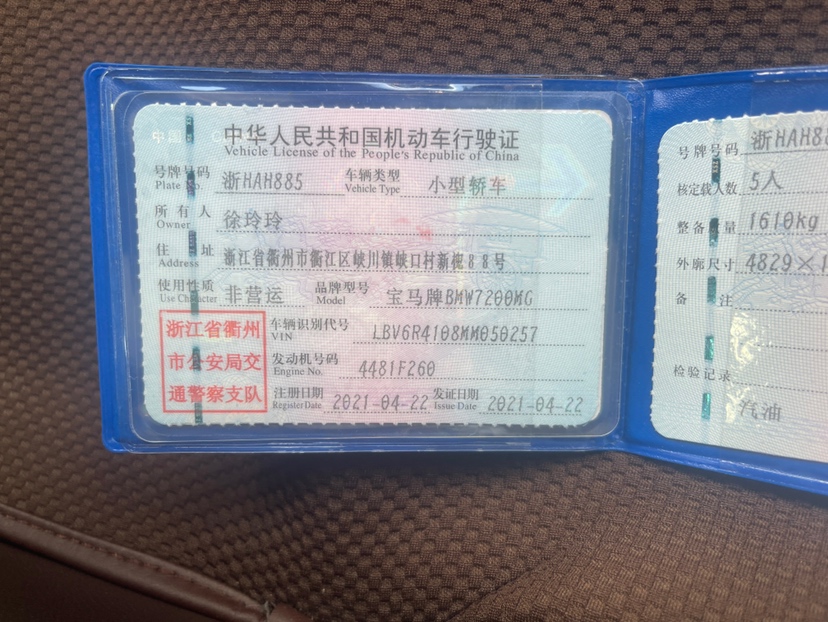 中华人民共和国机动车行驶证
Vehicle License of the People's Republic of China
号牌号码 浙HAH885 车辆类型 小型轿车
Plate No. Vehicle Type
所有人 徐玲玲
Owner
住址 浙江省衢州市衢江区峡川镇峡口村新槐88号
Address
使用性质 非营运 品牌型号 宝马牌BMW7200MG
Use Character Model
浙江省衢州
市公安局交
通警察支队
车辆识别代号 LBV6R4108MM050257
VIN
发动机号码 4481F260
Engine No.
注册日期 2021-04-22 发证日期 2021-04-22
Register Date Issue Date
号牌号码 浙HAH88
核定载人数 5人
整备质量 1610kg
外廓尺寸 4829×1
备注
检验记录
汽油